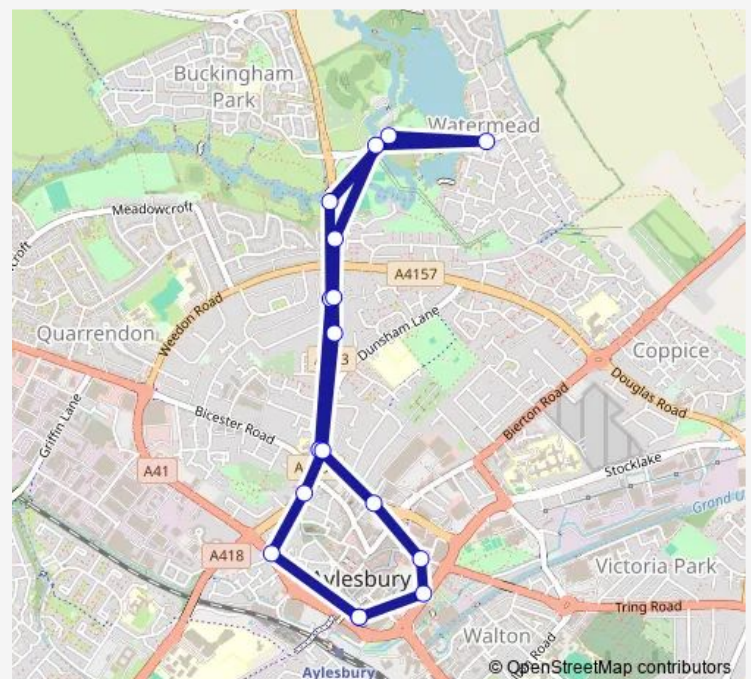 Buckingham
Park
Watermead
Meadowcroft
A4157
Weedon Road
Quarrendon
Dunsham Lane
Coppice
Douglas Road
Bierton Road
Bicester Road
Griffin Lane
A41
Stocklake
Grand U
A418
Aylesbury
Victoria Park
Tring Road
Walton
Aylesbury
© OpenStreetMap contributors